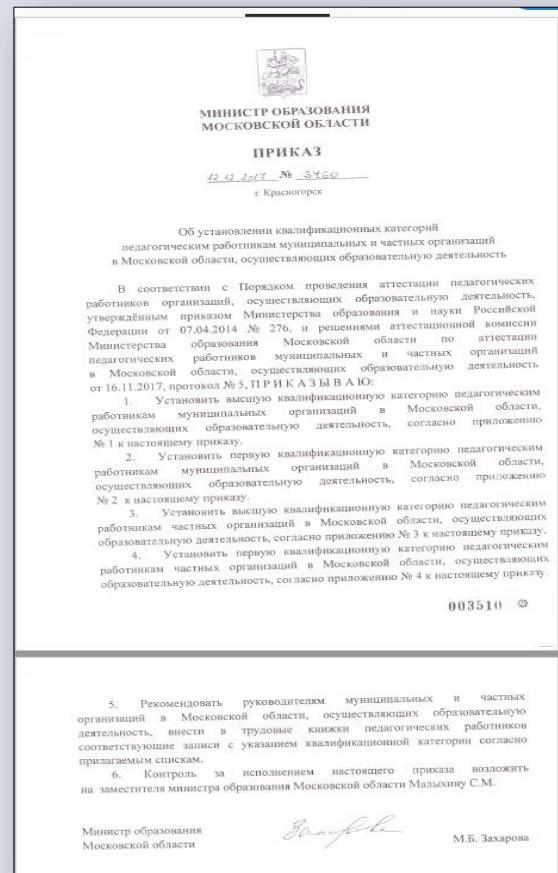 МИНИСТР ОБРАЗОВАНИЯ
МОСКОВСКОЙ ОБЛАСТИ
ПРИКАЗ
12.12.2017 № 3460
г. Красногорск
Об установлении квалификационных категорий
педагогическим работникам муниципальных и частных организаций
в Московской области, осуществляющих образовательную деятельность
В соответствии с Порядком проведения аттестации педагогических
работников организаций, осуществляющих образовательную деятельность,
утверждённым приказом Министерства образования и науки Российской
Федерации от 07.04.2014 № 276, и решениями аттестационной комиссии
Министерства образования Московской области по аттестации
педагогических работников муниципальных и частных организаций
в Московской области, осуществляющих образовательную деятельность
от 16.11.2017, протокол № 5, П Р И К А З Ы В А Ю:
1. Установить высшую квалификационную категорию педагогическим
работникам муниципальных организаций в Московской области,
осуществляющих образовательную деятельность, согласно приложению
№ 1 к настоящему приказу.
2. Установить первую квалификационную категорию педагогическим
работникам муниципальных организаций в Московской области,
осуществляющих образовательную деятельность, согласно приложению
№ 2 к настоящему приказу.
3. Установить высшую квалификационную категорию педагогическим
работникам частных организаций в Московской области, осуществляющих
образовательную деятельность, согласно приложению № 3 к настоящему приказу.
4. Установить первую квалификационную категорию педагогическим
работникам частных организаций в Московской области, осуществляющих
образовательную деятельность, согласно приложению № 4 к настоящему приказу.
003510
5. Рекомендовать руководителям муниципальных и частных
организаций в Московской области, осуществляющих образовательную
деятельность, внести в трудовые книжки педагогических работников
соответствующие записи с указанием квалификационной категории согласно
прилагаемым спискам.
6. Контроль за исполнением настоящего приказа возложить
на заместителя министра образования Московской области Малыхину С.М.
Министр образования
Московской области
М.Б. Захарова